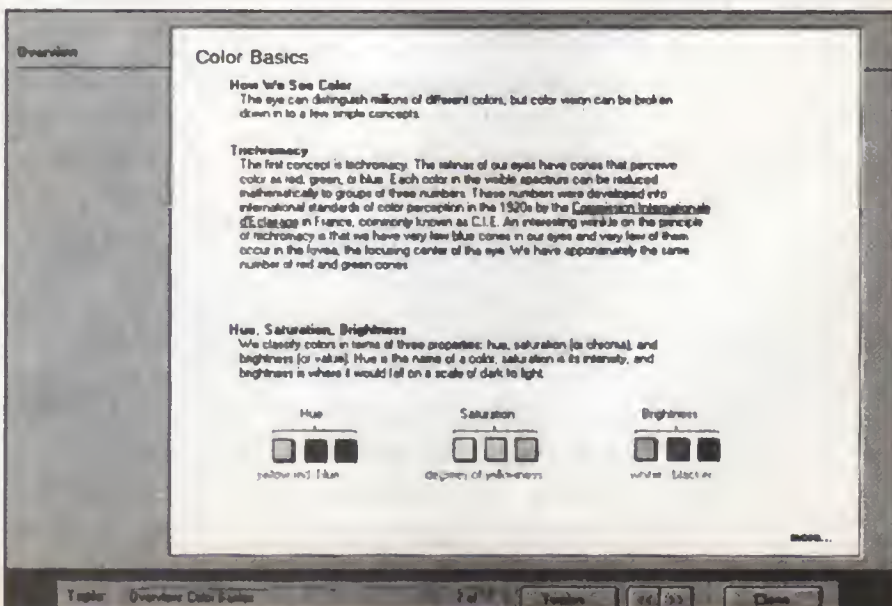 Overview
Color Basics
How We See Color
The eye can distinguish millions of different colors, but color vision can be broken
down in to a few simple concepts.
Trichromacy
The first concept is trichromacy. The retinas of our eyes have cones that perceive
color as red, green, or blue. Each color in the visible spectrum can be reduced
mathematically to groups of three numbers. These numbers were developed into
international standards of color perception in the 1920s by the Commission Internationale
d'Eclairage in France, commonly known as C.I.E. An interesting wrinkle on the principle
of trichromacy is that we have very few blue cones in our eyes and very few of them
occur in the fovea, the focusing center of the eye. We have approximately the same
number of red and green cones.
Hue, Saturation, Brightness
We classify colors in terms of three properties: hue, saturation (or chroma), and
brightness (or value). Hue is the name of a color, saturation is its intensity, and
brightness is where it would fall on a scale of dark to light.
Hue Saturation Brightness
yellow red blue degrees of yellow-ness
more...
Topic: Overview: Color Basics 2 of << >> Close